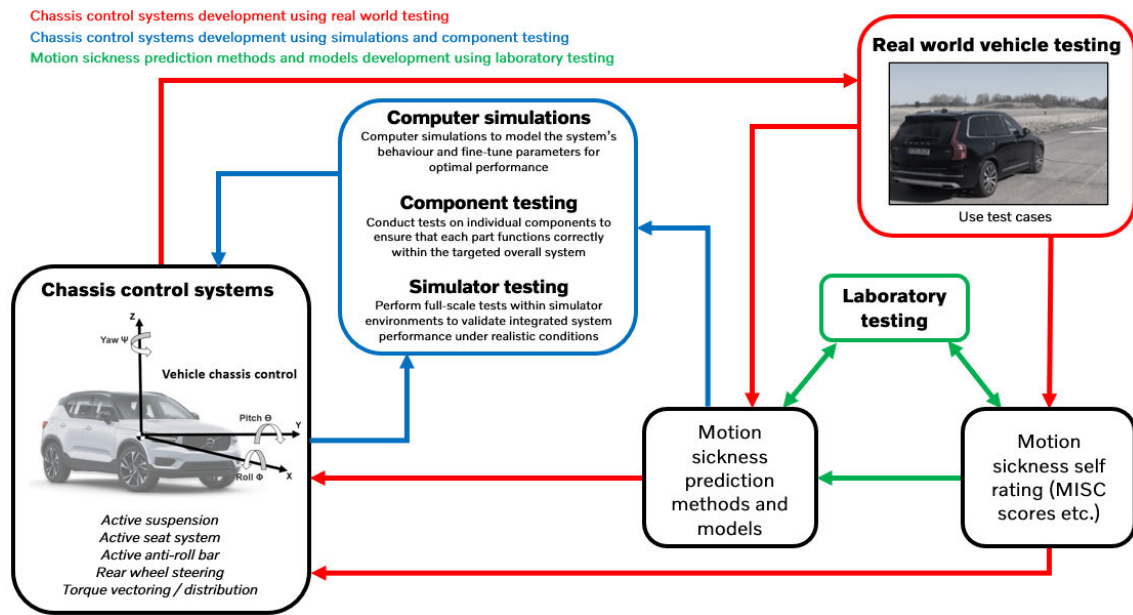 Chassis control systems development using real world testing
Chassis control systems development using simulations and component testing
Motion sickness prediction methods and models development using laboratory testing
Real world vehicle testing
Use test cases
Computer simulations
Computer simulations to model the system's
behaviour and fine-tune parameters for
optimal performance
Component testing
Conduct tests on individual components to
ensure that each part functions correctly
within the targeted overall system
Simulator testing
Perform full-scale tests within simulator
environments to validate integrated system
performance under realistic conditions
Chassis control systems
Z
Yaw Ψ
Vehicle chassis control
Pitch Θ
Y
X
Roll Φ
Active suspension
Active seat system
Active anti-roll bar
Rear wheel steering
Torque vectoring / distribution
Laboratory
testing
Motion
sickness
prediction
methods and
models
Motion
sickness self
rating (MISC
scores etc.)